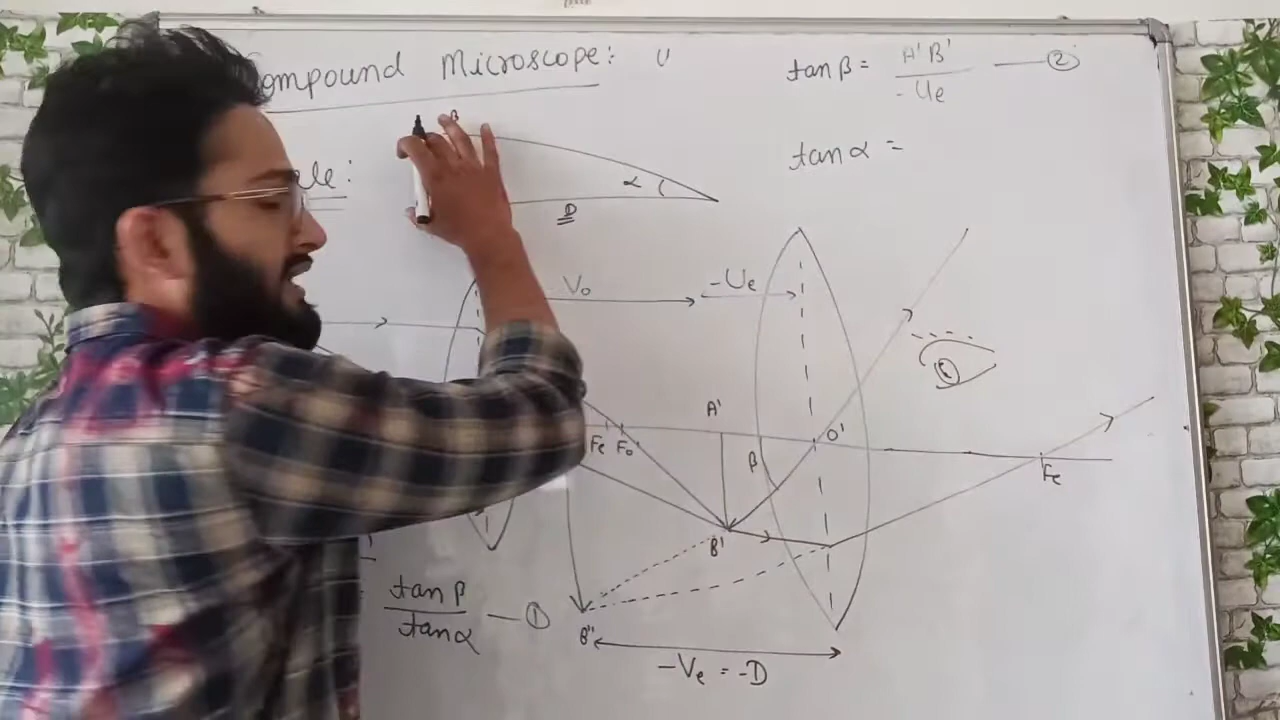 ompound Microscope: U
tan β = A'B' / -Ue —— ②
le:
tan α =
B
α
D
Vo
-Ue
A'
O'
Fe Fo
β
Fe
B'
tan β / tan α — ①
B''
-Ve = -D